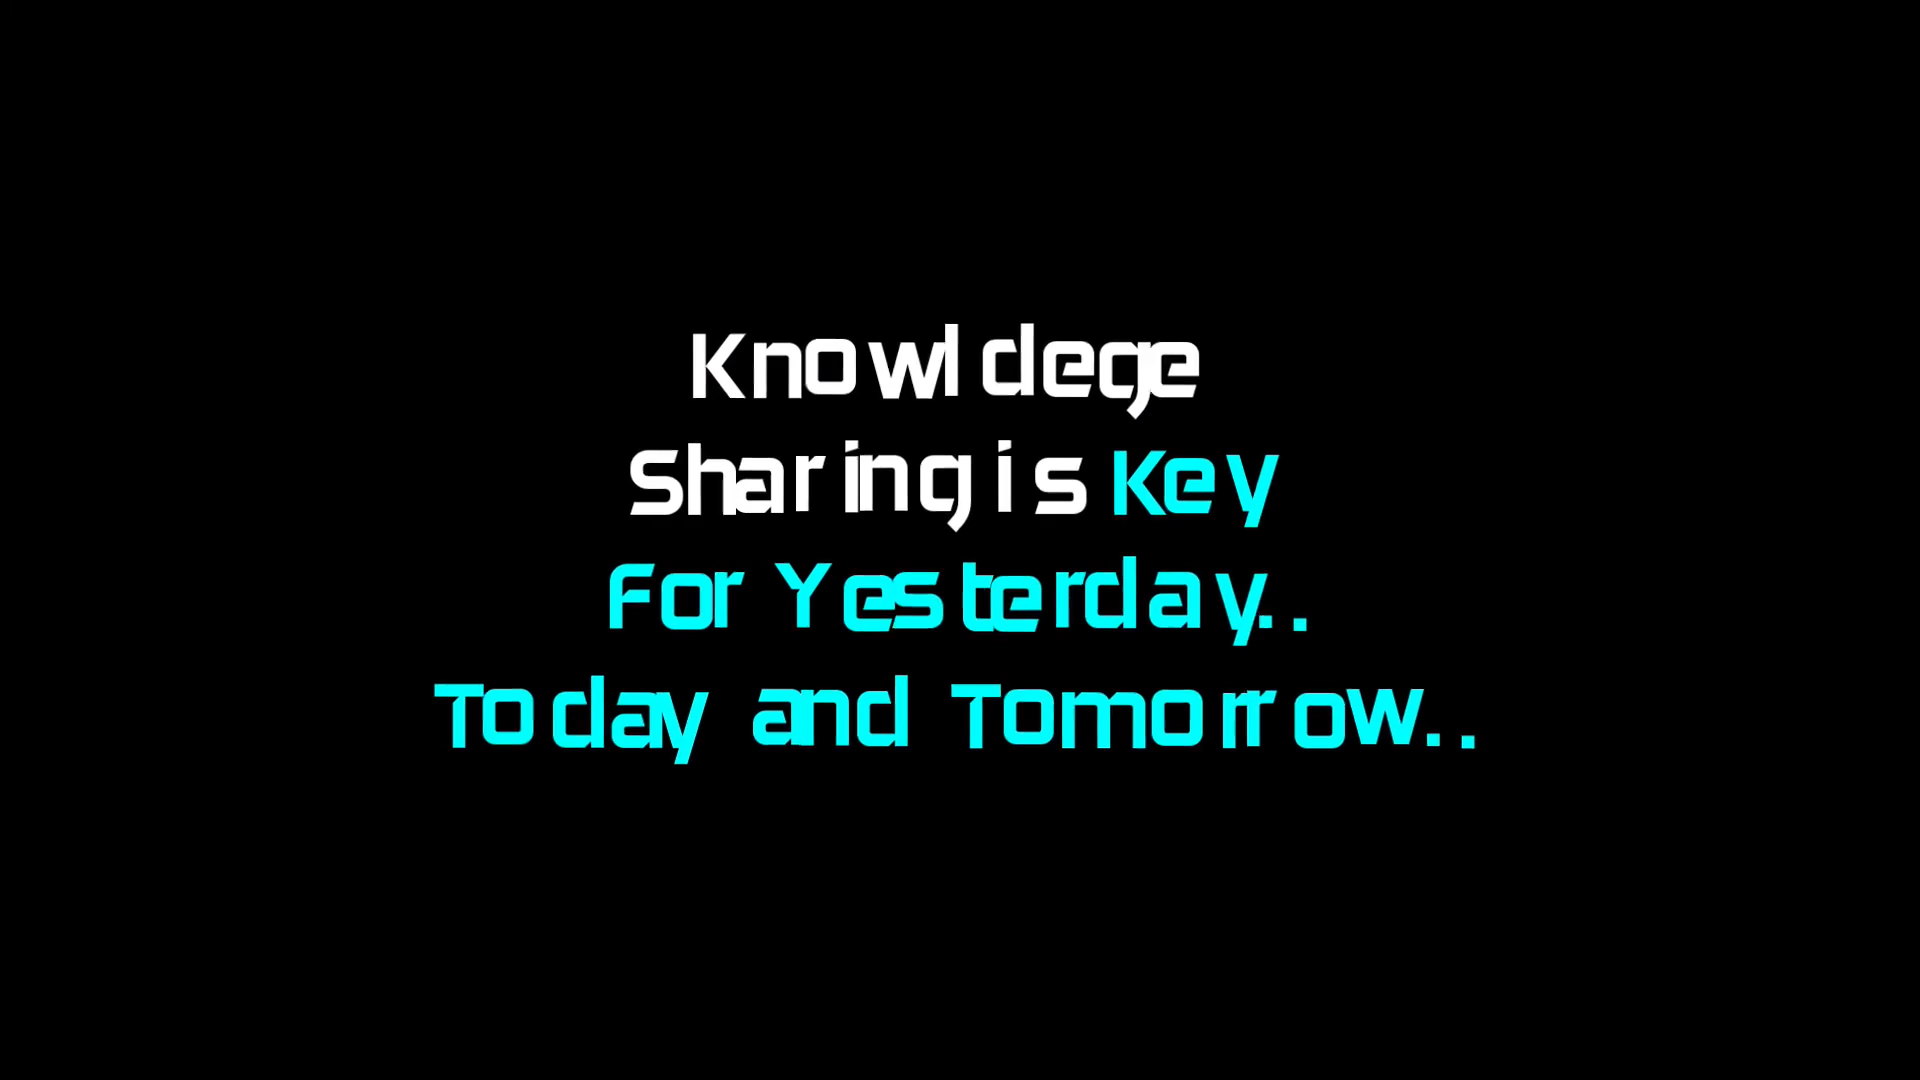 Knowldege
Sharing is Key
For Yesterday..
Today and Tomorrow..